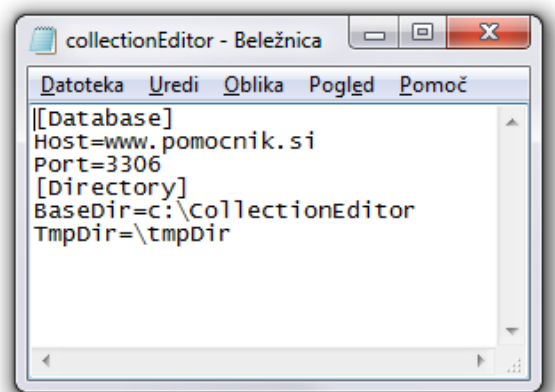 collectionEditor - Beležnica
Datoteka Uredi Oblika Pogled Pomoč
[Database]
Host=www.pomocnik.si
Port=3306
[Directory]
BaseDir=c:\CollectionEditor
TmpDir=\tmpDir